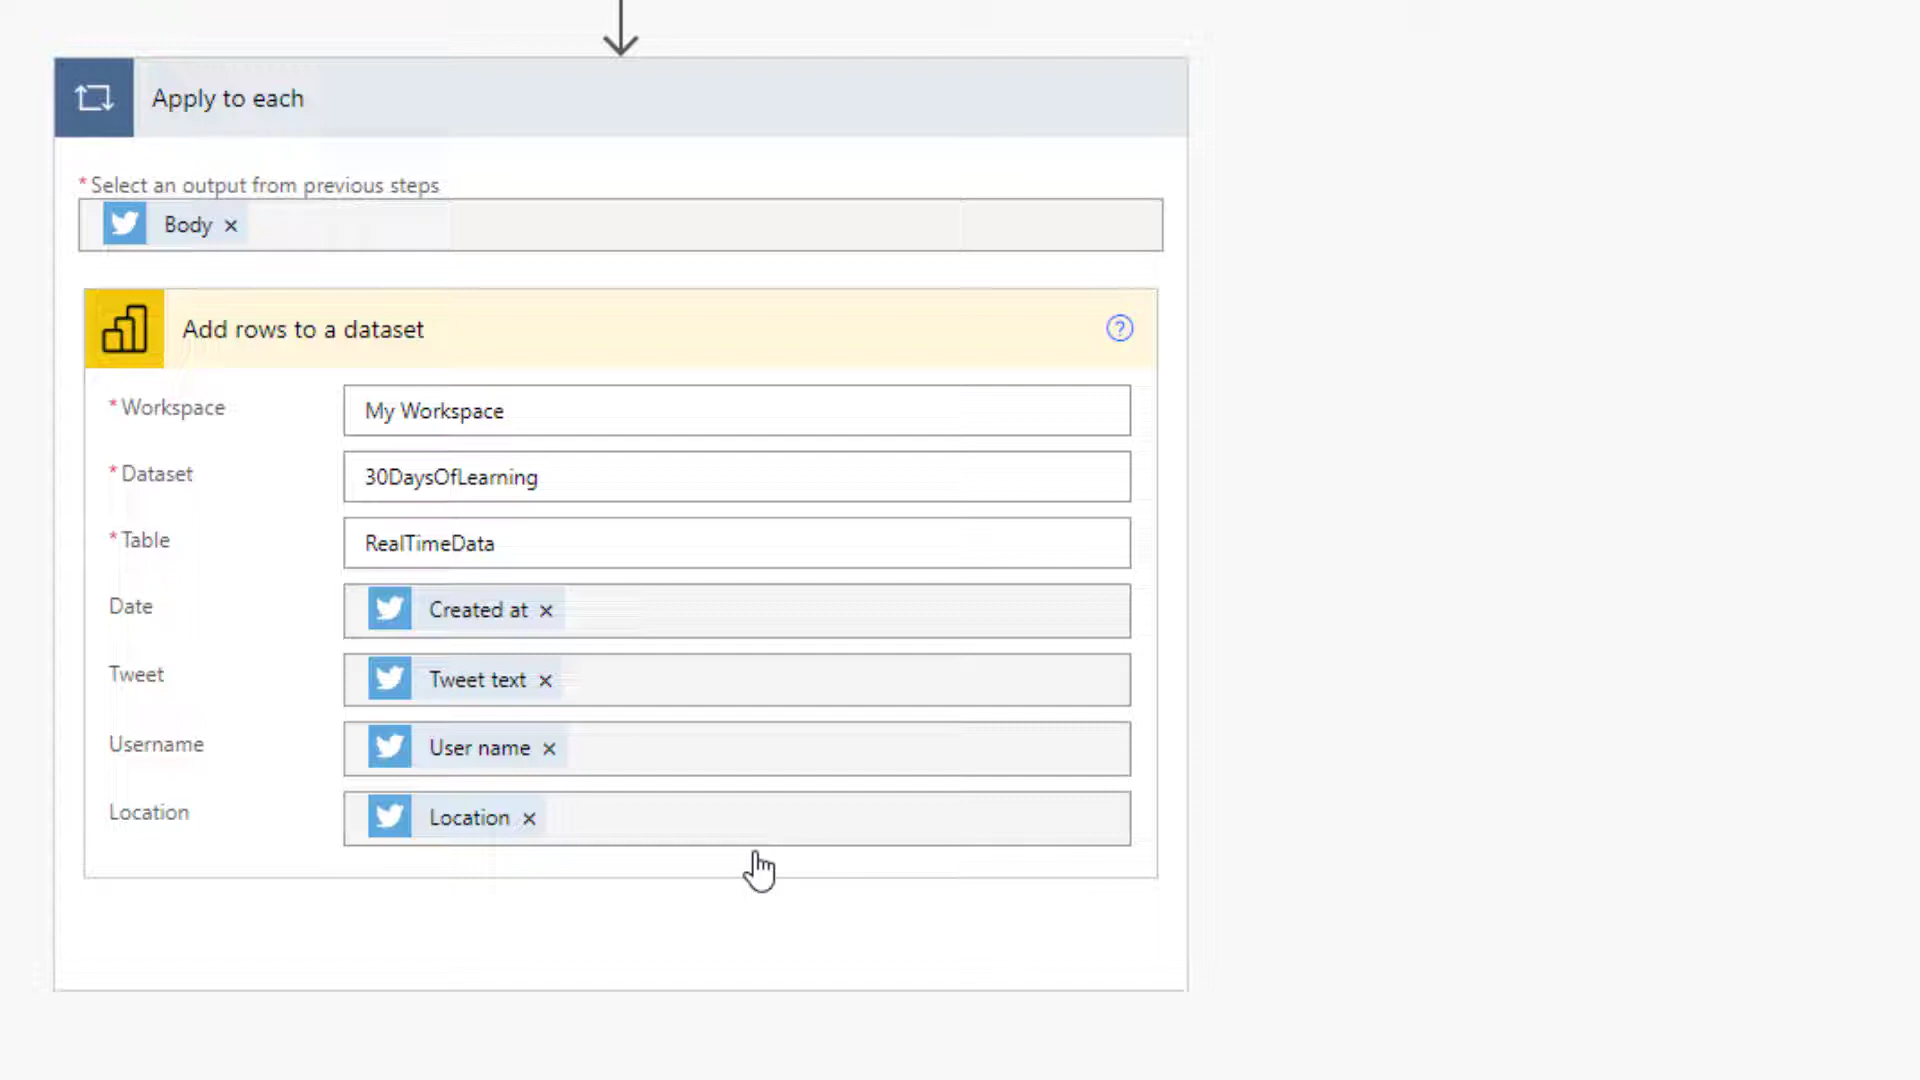 Apply to each
* Select an output from previous steps
Body ×
Add rows to a dataset ?
* Workspace My Workspace
* Dataset 30DaysOfLearning
* Table RealTimeData
Date Created at ×
Tweet Tweet text ×
Username User name ×
Location Location ×